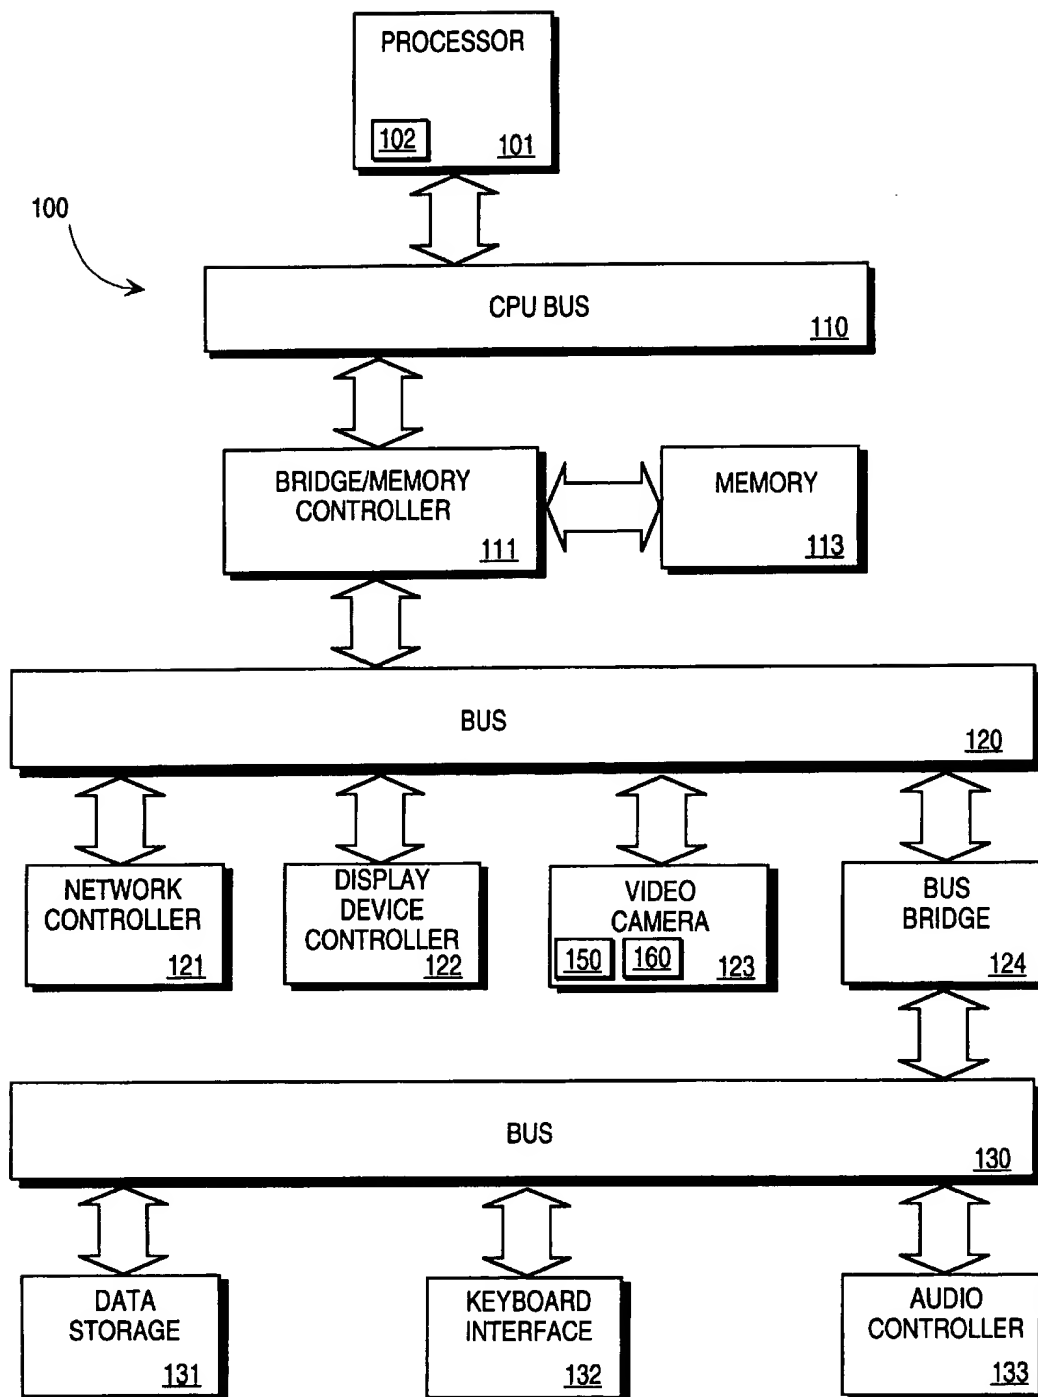 PROCESSOR
102
101
100
CPU BUS
110
BRIDGE/MEMORY
CONTROLLER
111
MEMORY
113
BUS
120
NETWORK
CONTROLLER
121
DISPLAY
DEVICE
CONTROLLER
122
VIDEO
CAMERA
150
160
123
BUS
BRIDGE
124
BUS
130
DATA
STORAGE
131
KEYBOARD
INTERFACE
132
AUDIO
CONTROLLER
133